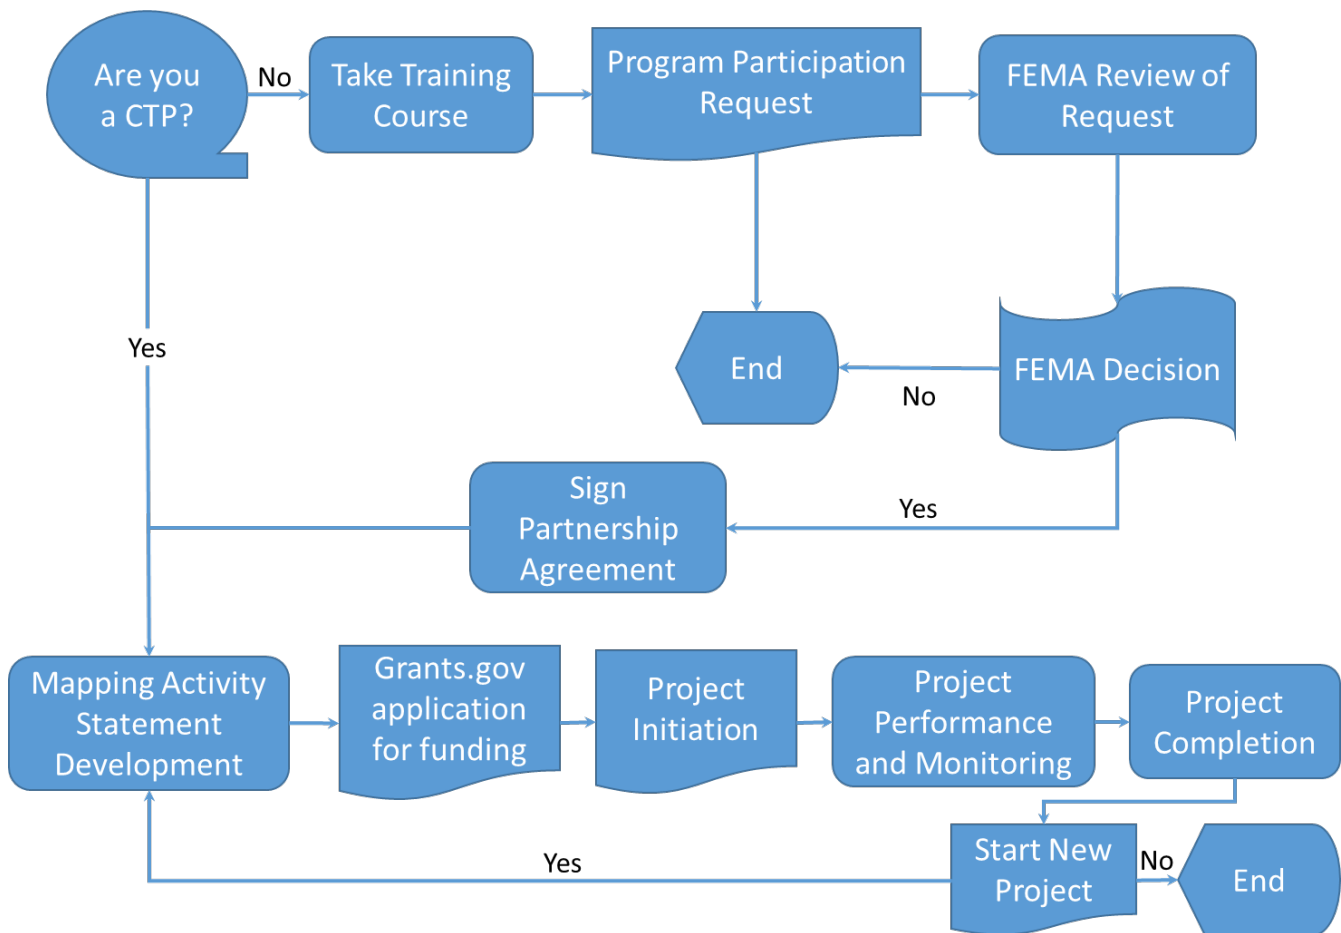 Are you
a CTP?
No
Take Training
Course
Program Participation
Request
FEMA Review of
Request
Yes
End
No
FEMA Decision
Sign
Partnership
Agreement
Yes
Mapping Activity
Statement
Development
Grants.gov
application
for funding
Project
Initiation
Project
Performance
and Monitoring
Project
Completion
Yes
Start New
Project
No
End